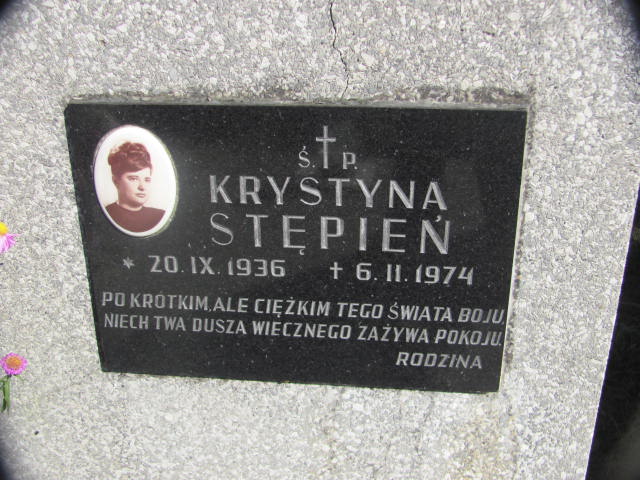 Ś. † P.
KRYSTYNA
STĘPIEŃ
* 20.IX.1936 † 6.II.1974
PO KRÓTKIM, ALE CIĘŻKIM TEGO ŚWIATA BOJU,
NIECH TWA DUSZA WIECZNEGO ZAŻYWA POKOJU.
RODZINA